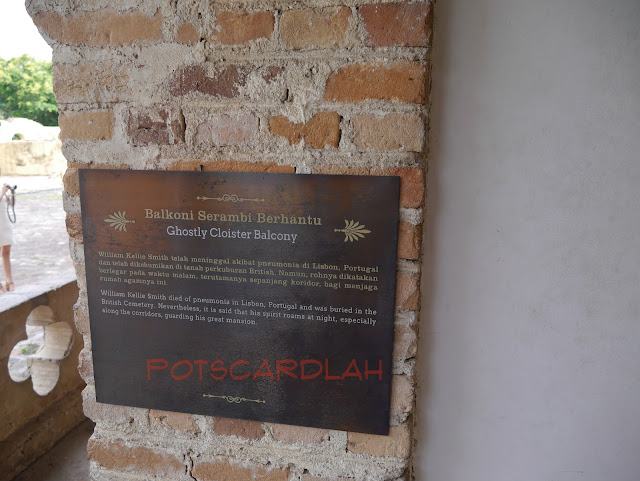 Balkoni Serambi Berhantu
Ghostly Cloister Balcony
William Kellie Smith telah meninggal akibat pneumonia di Lisbon, Portugal
dan telah dikebumikan di tanah perkuburan British. Namun, rohnya dikatakan
berlegar pada waktu malam, terutamanya sepanjang koridor, bagi menjaga
rumah agamnya ini.
William Kellie Smith died of pneumonia in Lisbon, Portugal and was buried in the
British Cemetery. Nevertheless, it is said that his spirit roams at night, especially
along the corridors, guarding his great mansion.
POTSCARDLAH